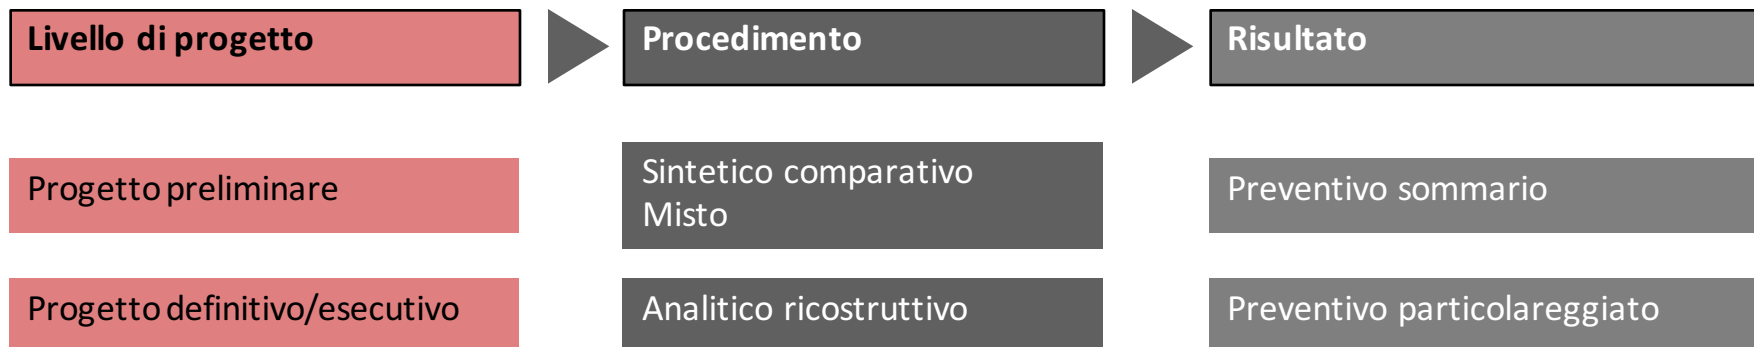 Livello di progetto
Procedimento
Risultato
Progetto preliminare
Sintetico comparativo
Misto
Preventivo sommario
Progetto definitivo/esecutivo
Analitico ricostruttivo
Preventivo particolareggiato